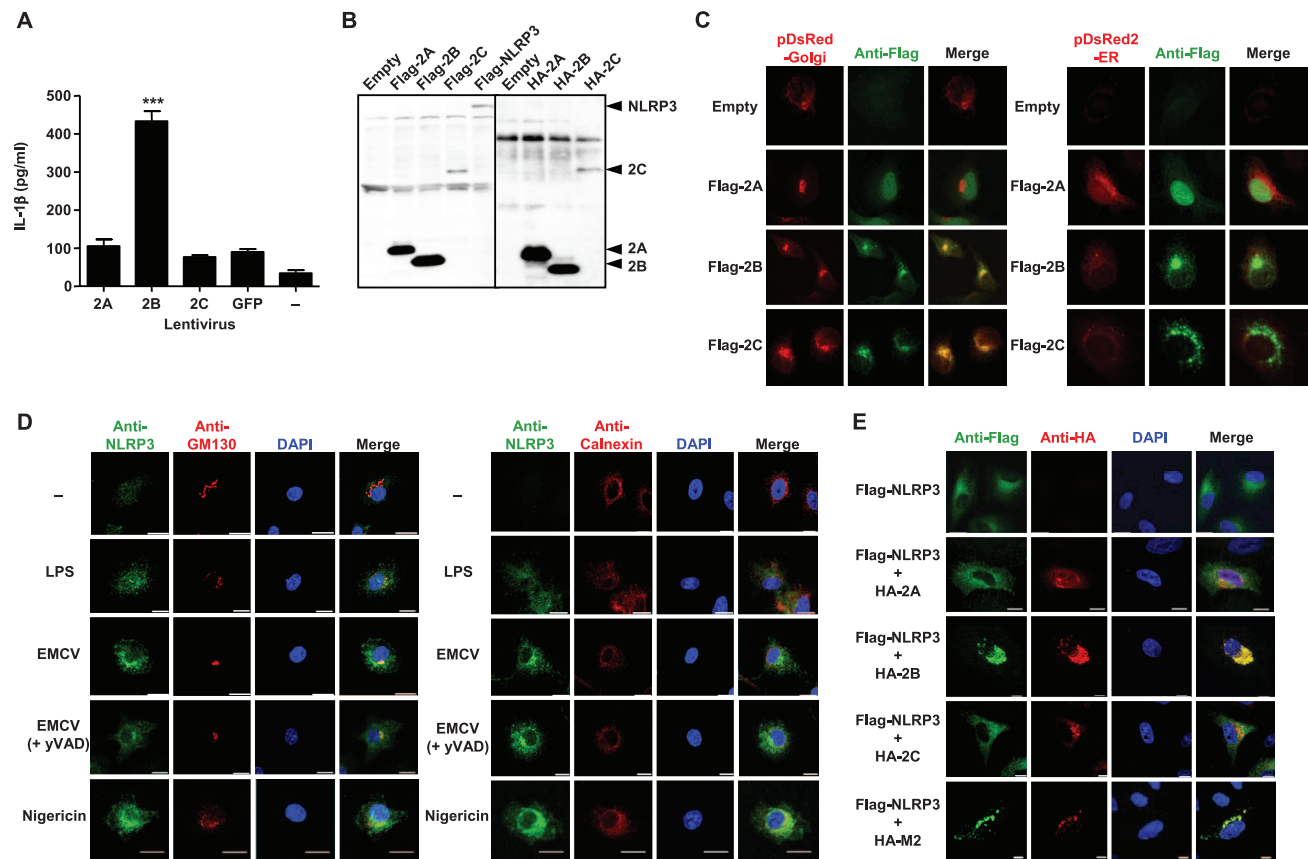 A
IL-1β (pg/ml)
500
400
300
200
100
0
***
2A 2B 2C GFP –
Lentivirus
B
Empty Flag-2A Flag-2B Flag-2C Flag-NLRP3 Empty HA-2A HA-2B HA-2C
NLRP3
2C
2A
2B
C
pDsRed
-Golgi
Anti-Flag Merge
Empty
Flag-2A
Flag-2B
Flag-2C
pDsRed2
-ER
Anti-Flag Merge
Empty
Flag-2A
Flag-2B
Flag-2C
D
Anti-
NLRP3
Anti-
GM130
DAPI Merge
–
LPS
EMCV
EMCV
(+ yVAD)
Nigericin
Anti-
NLRP3
Anti-
Calnexin
DAPI Merge
–
LPS
EMCV
EMCV
(+ yVAD)
Nigericin
E
Anti-Flag Anti-HA DAPI Merge
Flag-NLRP3
Flag-NLRP3
+
HA-2A
Flag-NLRP3
+
HA-2B
Flag-NLRP3
+
HA-2C
Flag-NLRP3
+
HA-M2